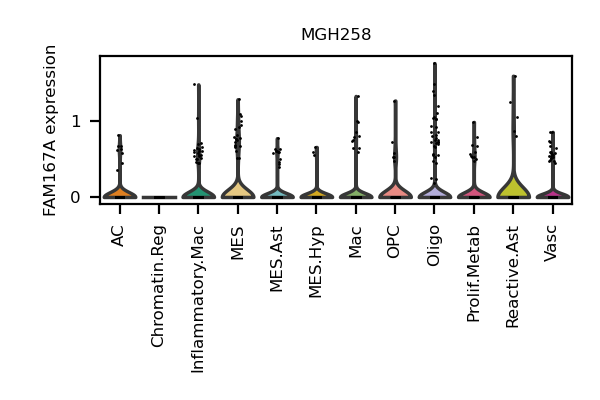 MGH258
FAM167A expression
1
0
AC
Chromatin.Reg
Inflammatory.Mac
MES
MES.Ast
MES.Hyp
Mac
OPC
Oligo
Prolif.Metab
Reactive.Ast
Vasc